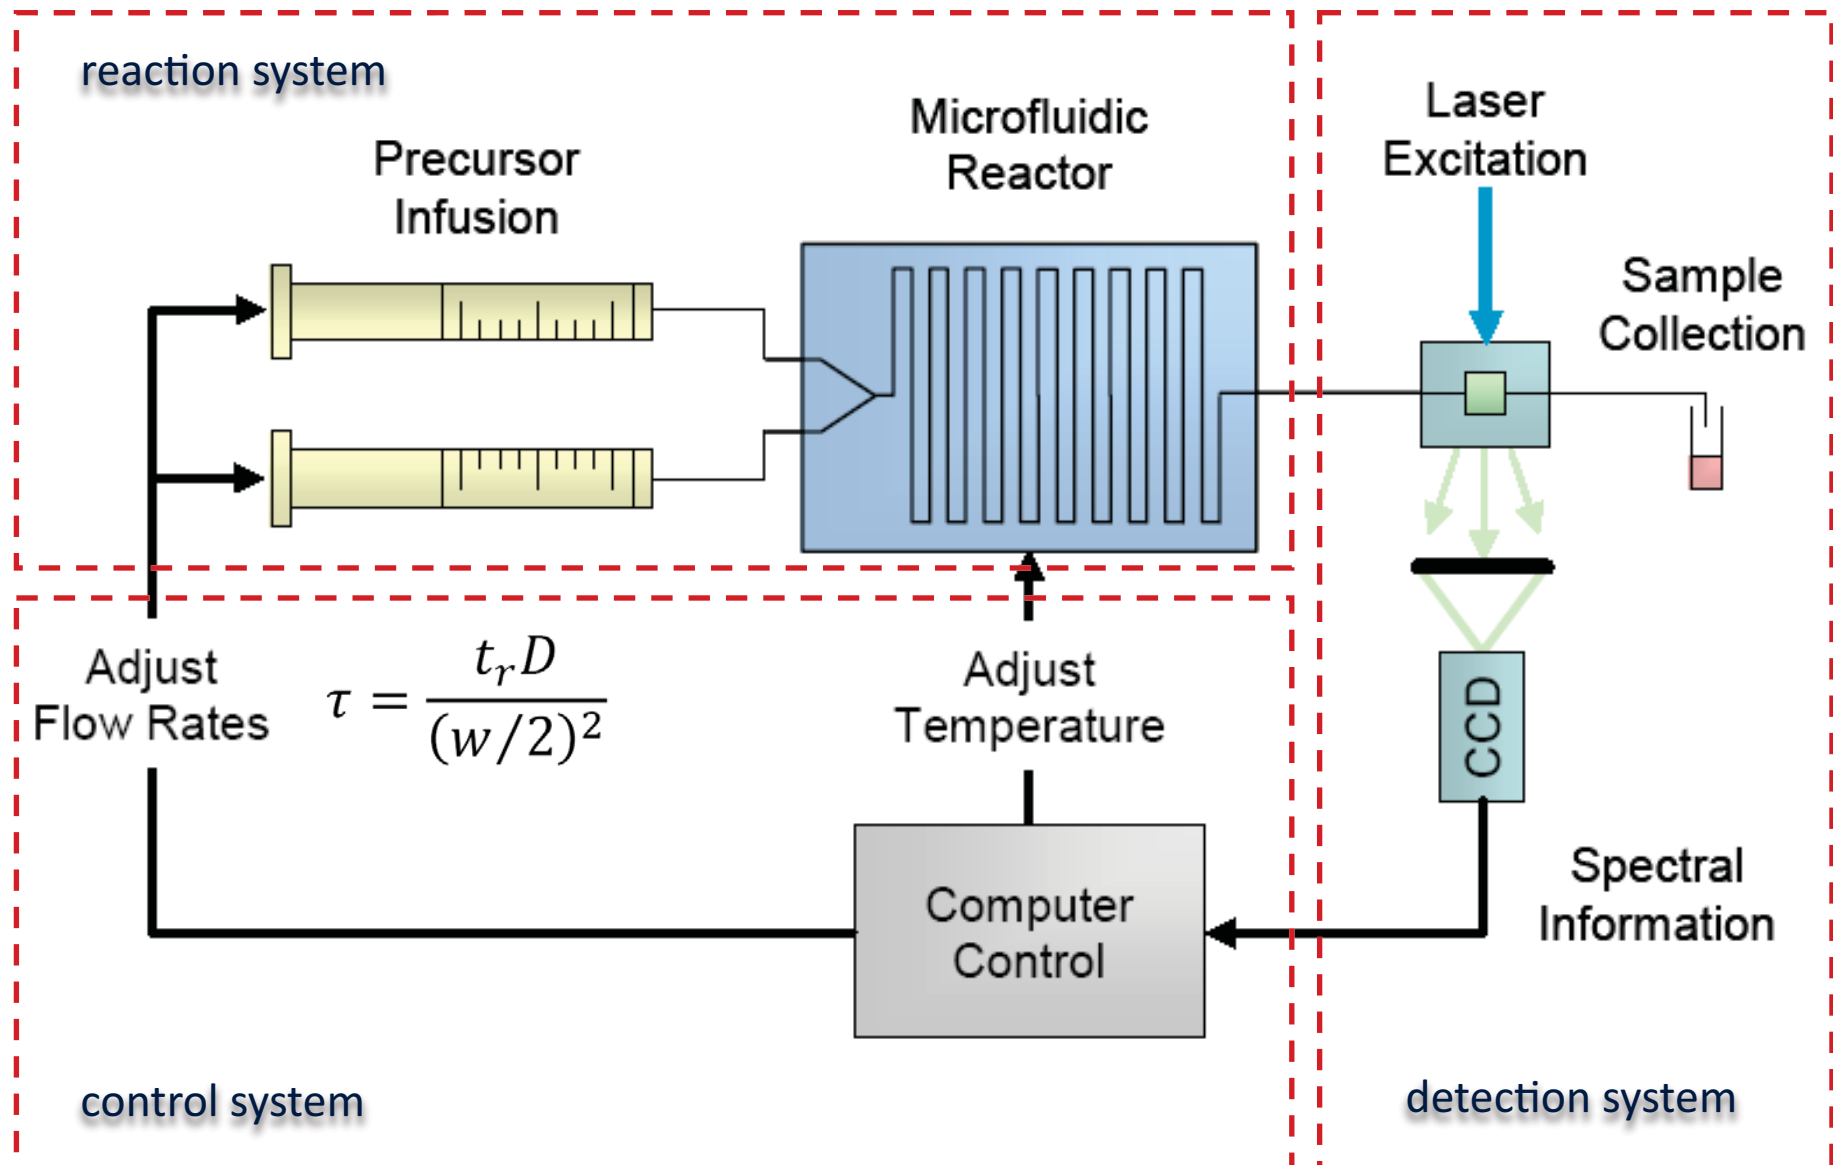 reaction system
Precursor
Infusion
Microfluidic
Reactor
Laser
Excitation
Sample
Collection
Adjust
Flow Rates
τ = t_r D / (w/2)²
Adjust
Temperature
CCD
Computer
Control
Spectral
Information
control system
detection system